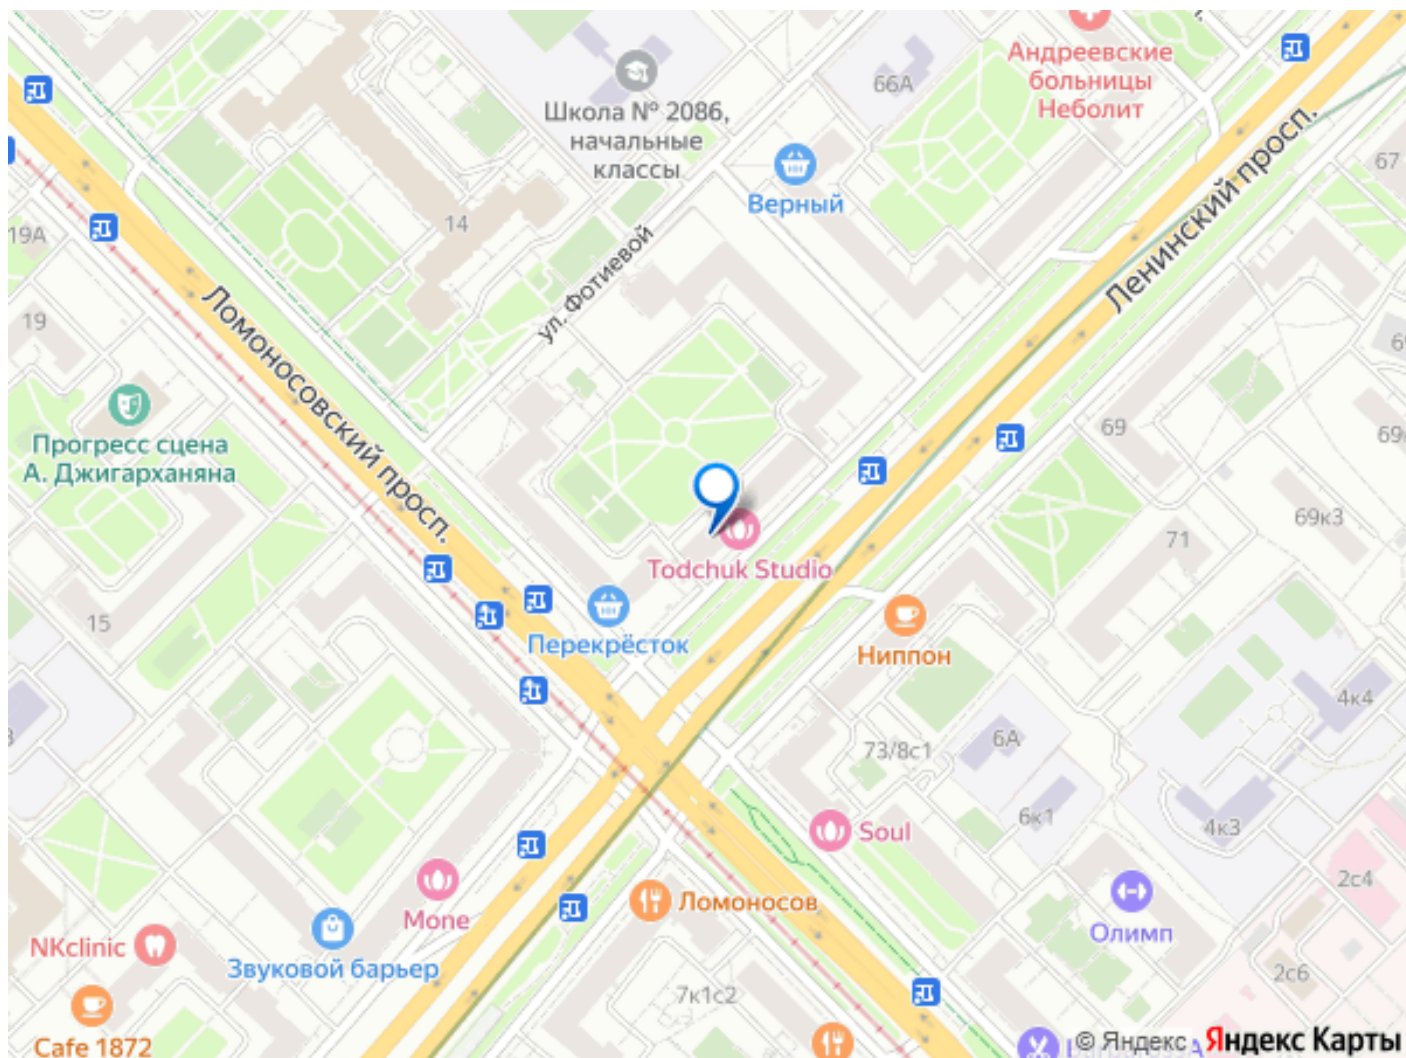 Андреевские
больницы
Неболит
66А
Школа № 2086,
начальные
классы
Верный
Ленинский просп.
67
14
19А
ул. Фотиевой
Ломоносовский просп.
19
Прогресс сцена
А. Джигарханяна
69
69к3
71
Todchuk Studio
15
Перекрёсток
Ниппон
4к4
73/8с1
6А
6к1
4к3
Soul
2с4
Mone
Ломоносов
Олимп
NKclinic
Звуковой барьер
2с6
7к1с2
Cafe 1872
© Яндекс Яндекс Карты